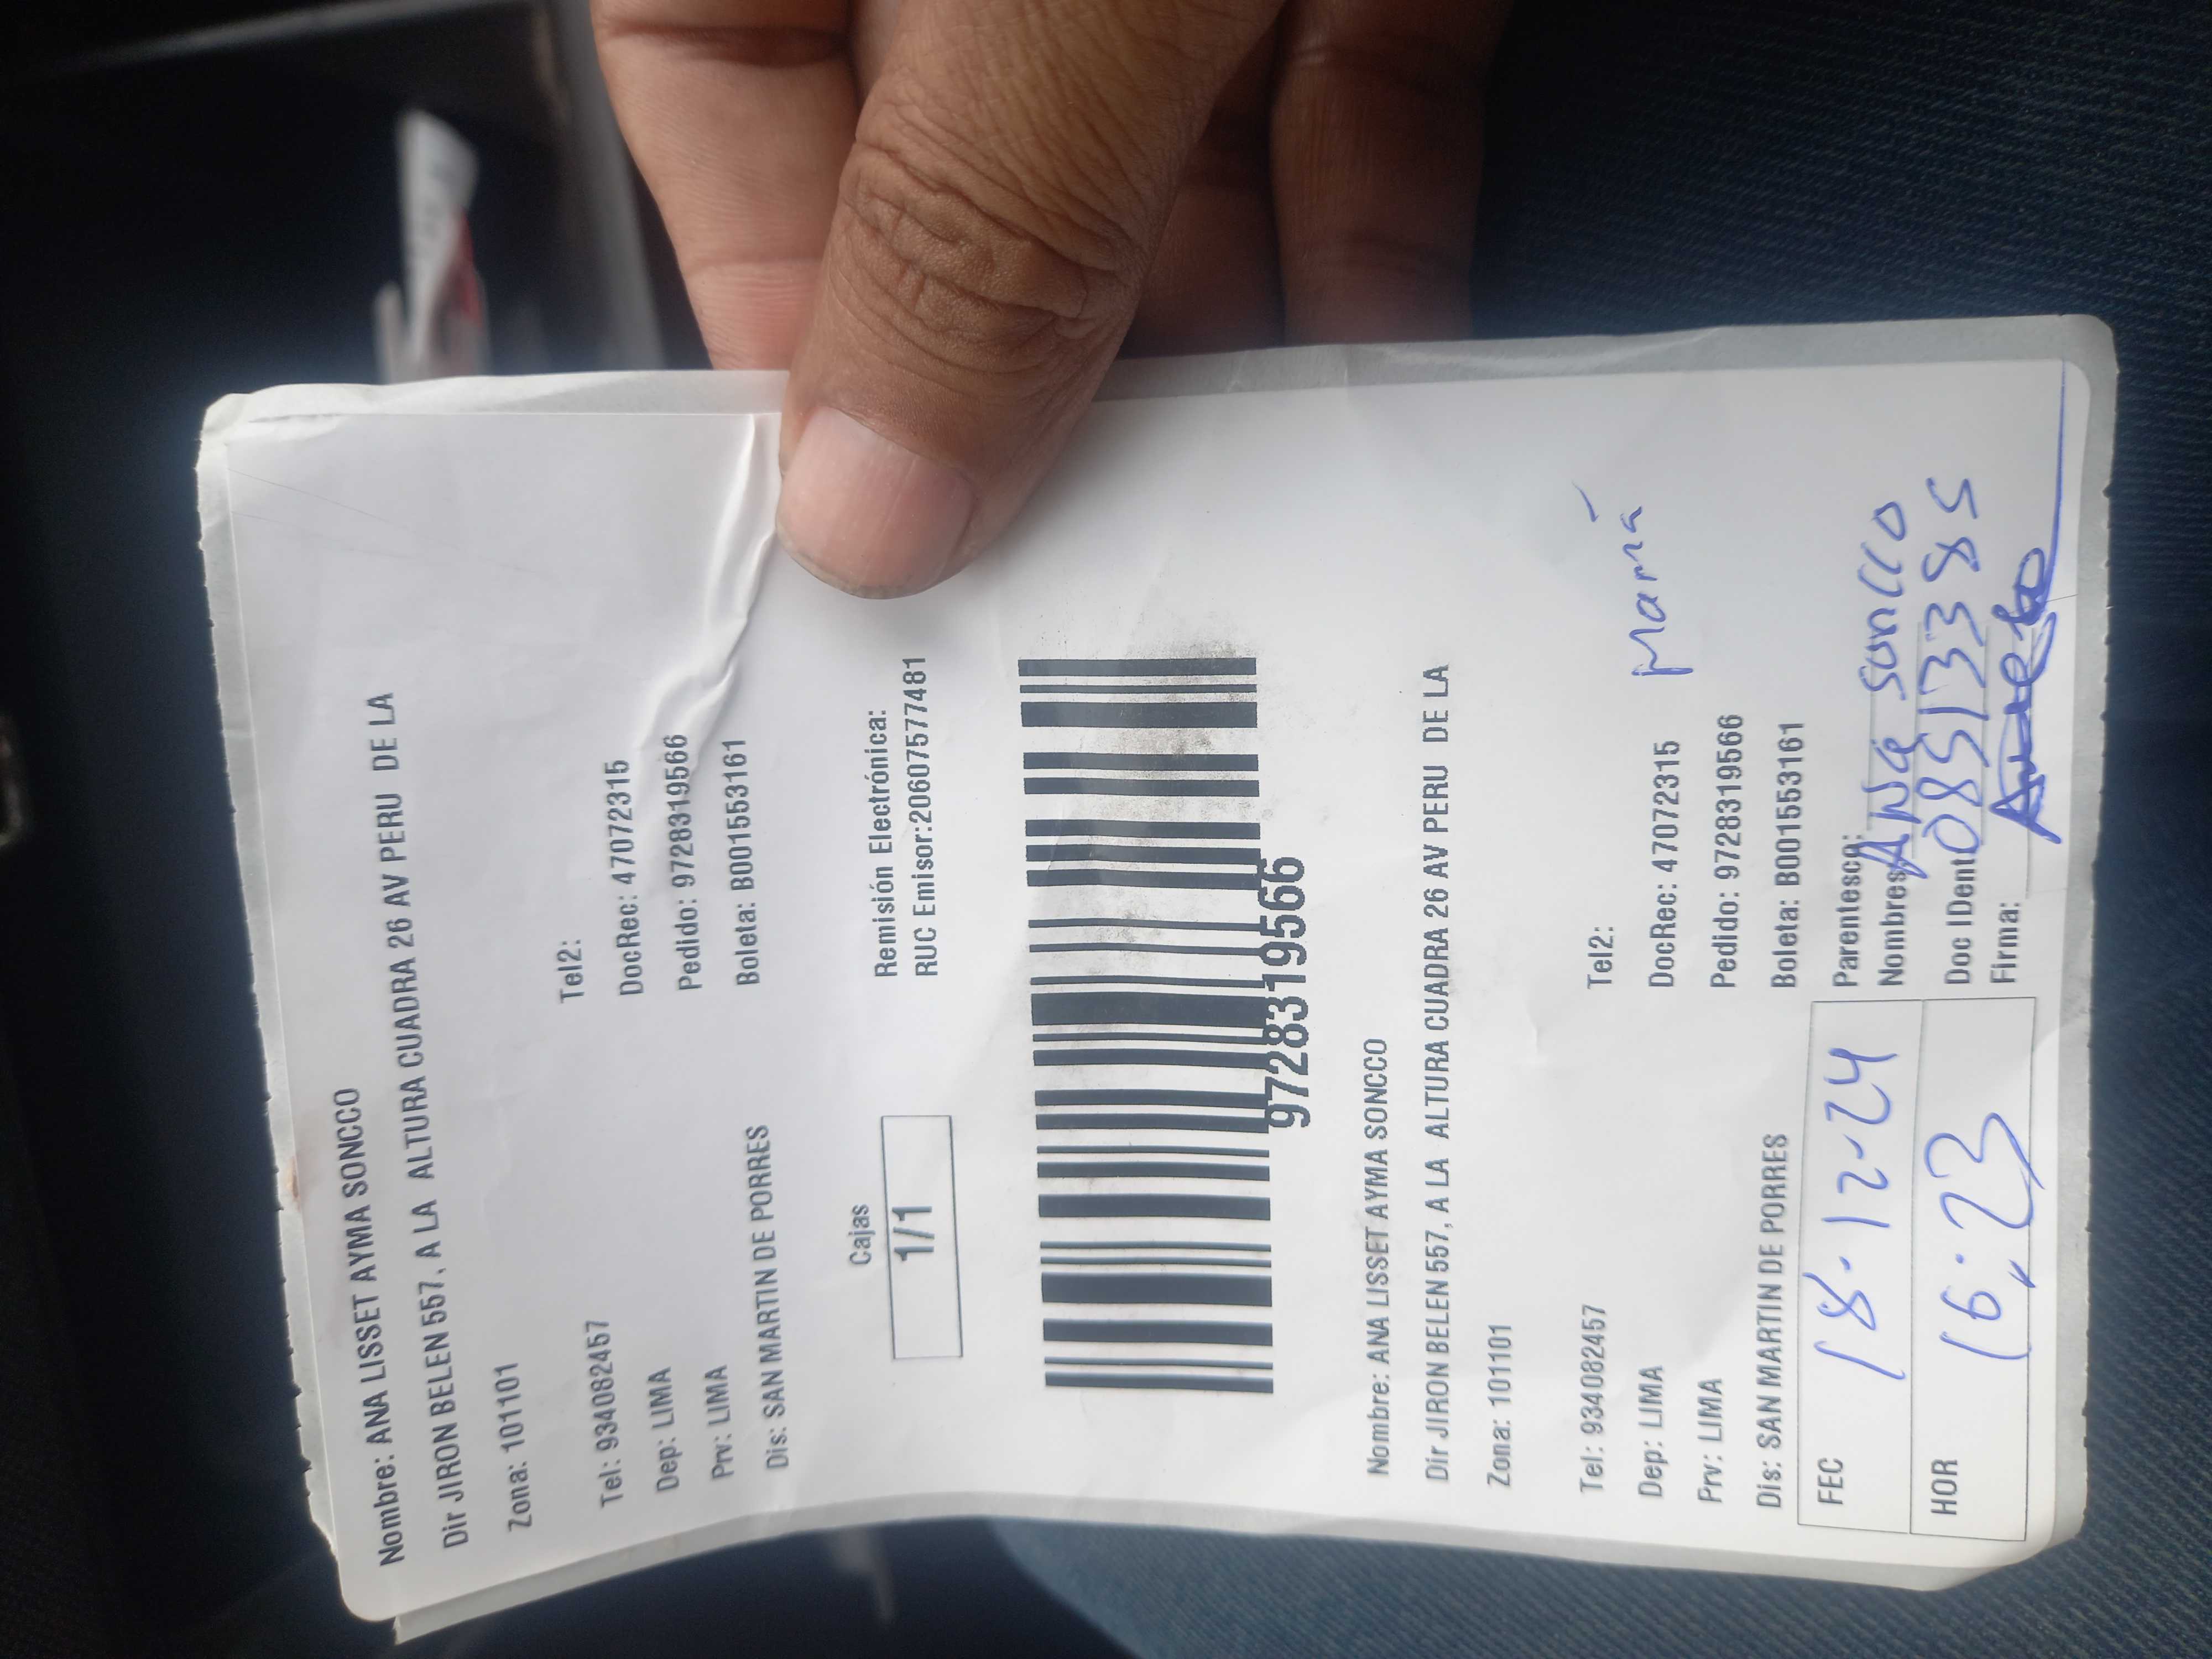 Nombre: ANA LISSET AYMA SONCCO
Dir JIRON BELEN 557, A LA ALTURA CUADRA 26 AV PERU DE LA
Zona: 101101
Tel: 934082457 Tel2:
Dep: LIMA DocRec: 47072315
Prv: LIMA Pedido: 9728319566
Dis: SAN MARTIN DE PORRES Boleta: B001553161
Cajas Remisión Electrónica:
1/1 RUC Emisor:20607577481
9728319566
Nombre: ANA LISSET AYMA SONCCO
Dir JIRON BELEN 557, A LA ALTURA CUADRA 26 AV PERU DE LA
Zona: 101101
Tel: 934082457 Tel2:
Dep: LIMA DocRec: 47072315 Mamá
Prv: LIMA Pedido: 9728319566
Dis: SAN MARTIN DE PORRES Boleta: B001553161
FEC 18-12-24 Parentesco:
Nombres ANA SONCCO
HOR 16:23 Doc IDent 08513385
Firma: